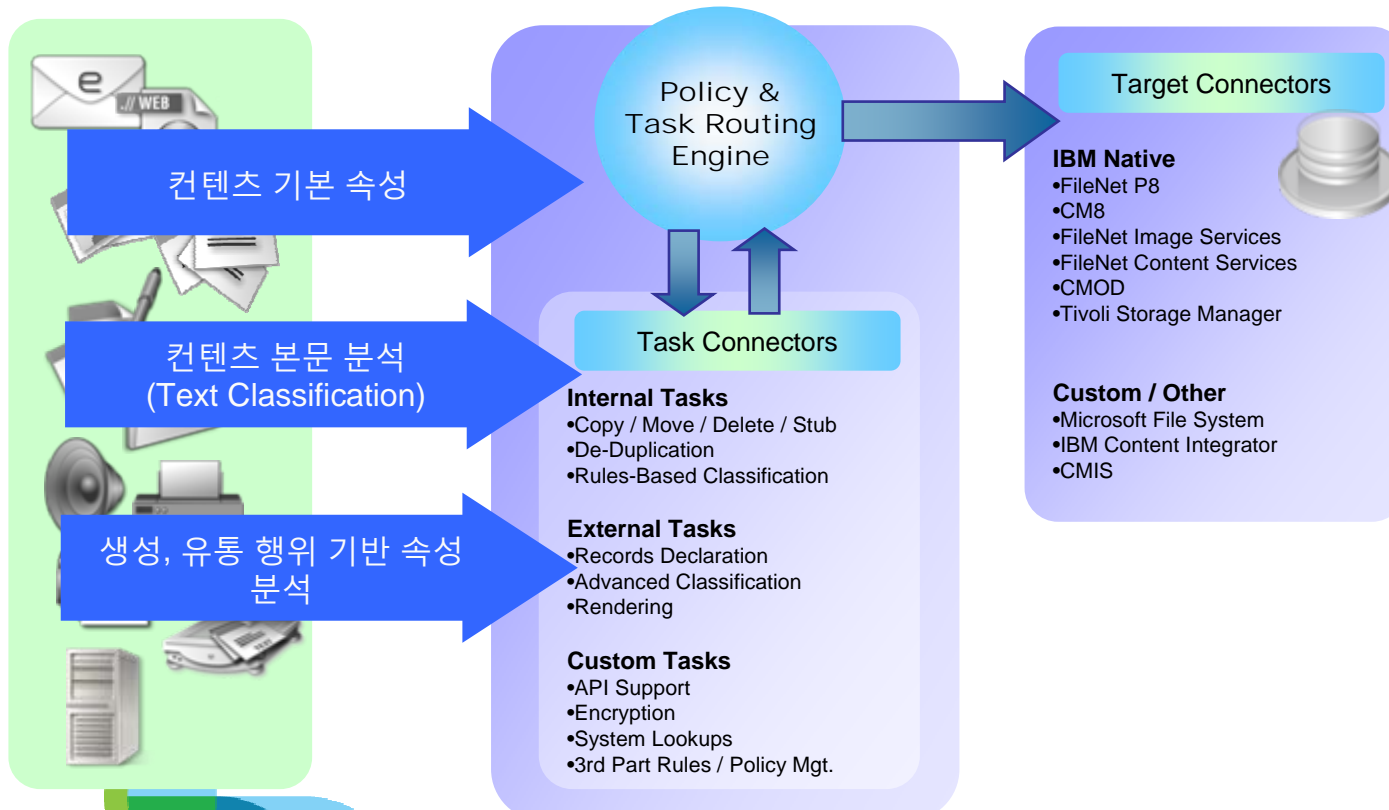 e
.// WEB
컨텐츠 기본 속성
컨텐츠 본문 분석
(Text Classification)
생성, 유통 행위 기반 속성
분석
Policy &
Task Routing
Engine
Task Connectors
Internal Tasks
•Copy / Move / Delete / Stub
•De-Duplication
•Rules-Based Classification
External Tasks
•Records Declaration
•Advanced Classification
•Rendering
Custom Tasks
•API Support
•Encryption
•System Lookups
•3rd Part Rules / Policy Mgt.
Target Connectors
IBM Native
•FileNet P8
•CM8
•FileNet Image Services
•FileNet Content Services
•CMOD
•Tivoli Storage Manager
Custom / Other
•Microsoft File System
•IBM Content Integrator
•CMIS